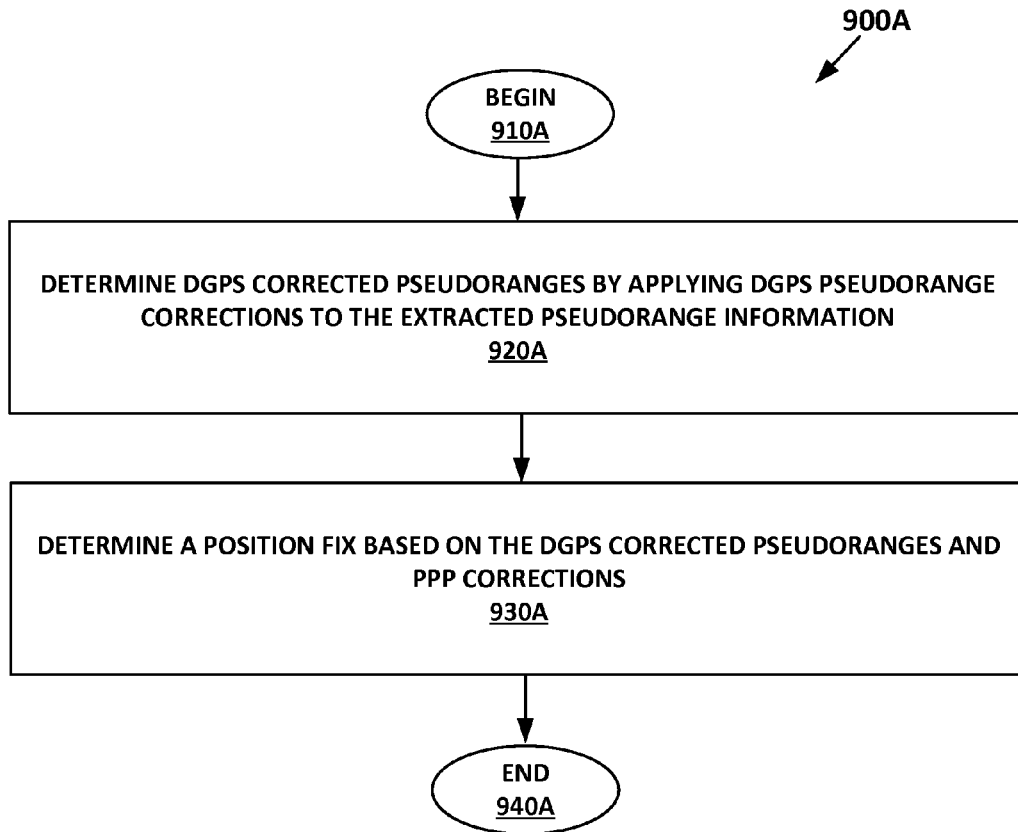 900A
BEGIN
910A
DETERMINE DGPS CORRECTED PSEUDORANGES BY APPLYING DGPS PSEUDORANGE
CORRECTIONS TO THE EXTRACTED PSEUDORANGE INFORMATION
920A
DETERMINE A POSITION FIX BASED ON THE DGPS CORRECTED PSEUDORANGES AND
PPP CORRECTIONS
930A
END
940A